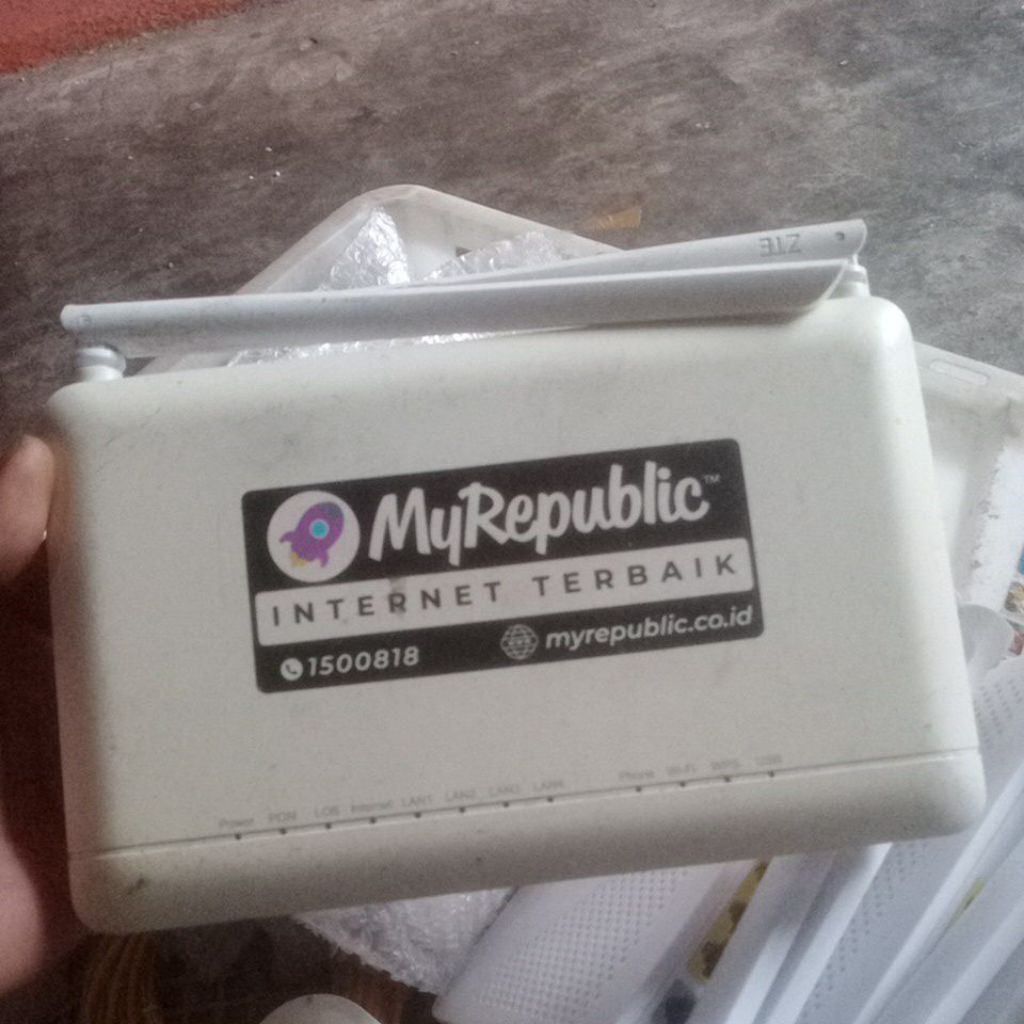 ZTE
MyRepublic™
INTERNET TERBAIK
1500818 myrepublic.co.id
Power PON LOS Internet LAN1 LAN2 LAN3 LAN4 Phone Wi-Fi WPS USB